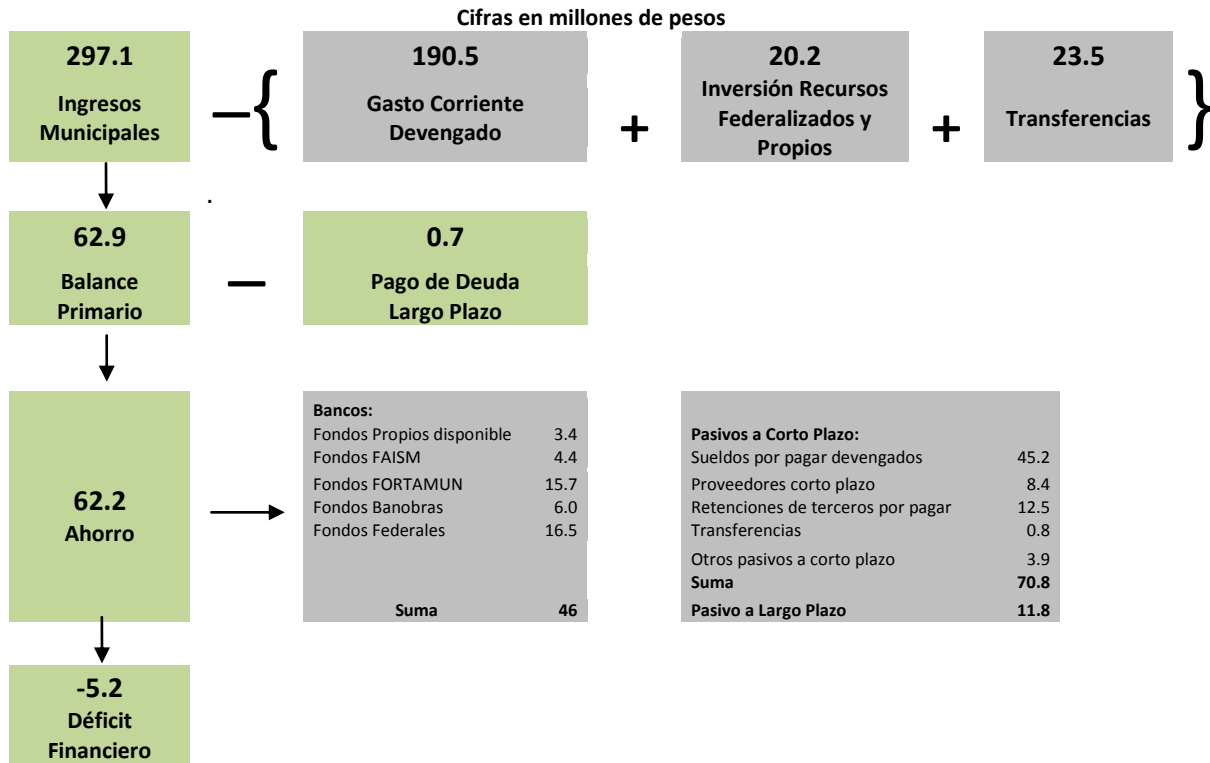 Cifras en millones de pesos
297.1
Ingresos
Municipales
—
{
190.5
Gasto Corriente
Devengado
+
20.2
Inversión Recursos
Federalizados y
Propios
+
23.5
Transferencias
}
.
62.9
Balance
Primario
—
0.7
Pago de Deuda
Largo Plazo
62.2
Ahorro
Bancos:
Fondos Propios disponible 3.4
Fondos FAISM 4.4
Fondos FORTAMUN 15.7
Fondos Banobras 6.0
Fondos Federales 16.5
Suma 46
Pasivos a Corto Plazo:
Sueldos por pagar devengados 45.2
Proveedores corto plazo 8.4
Retenciones de terceros por pagar 12.5
Transferencias 0.8
Otros pasivos a corto plazo 3.9
Suma 70.8
Pasivo a Largo Plazo 11.8
-5.2
Déficit
Financiero